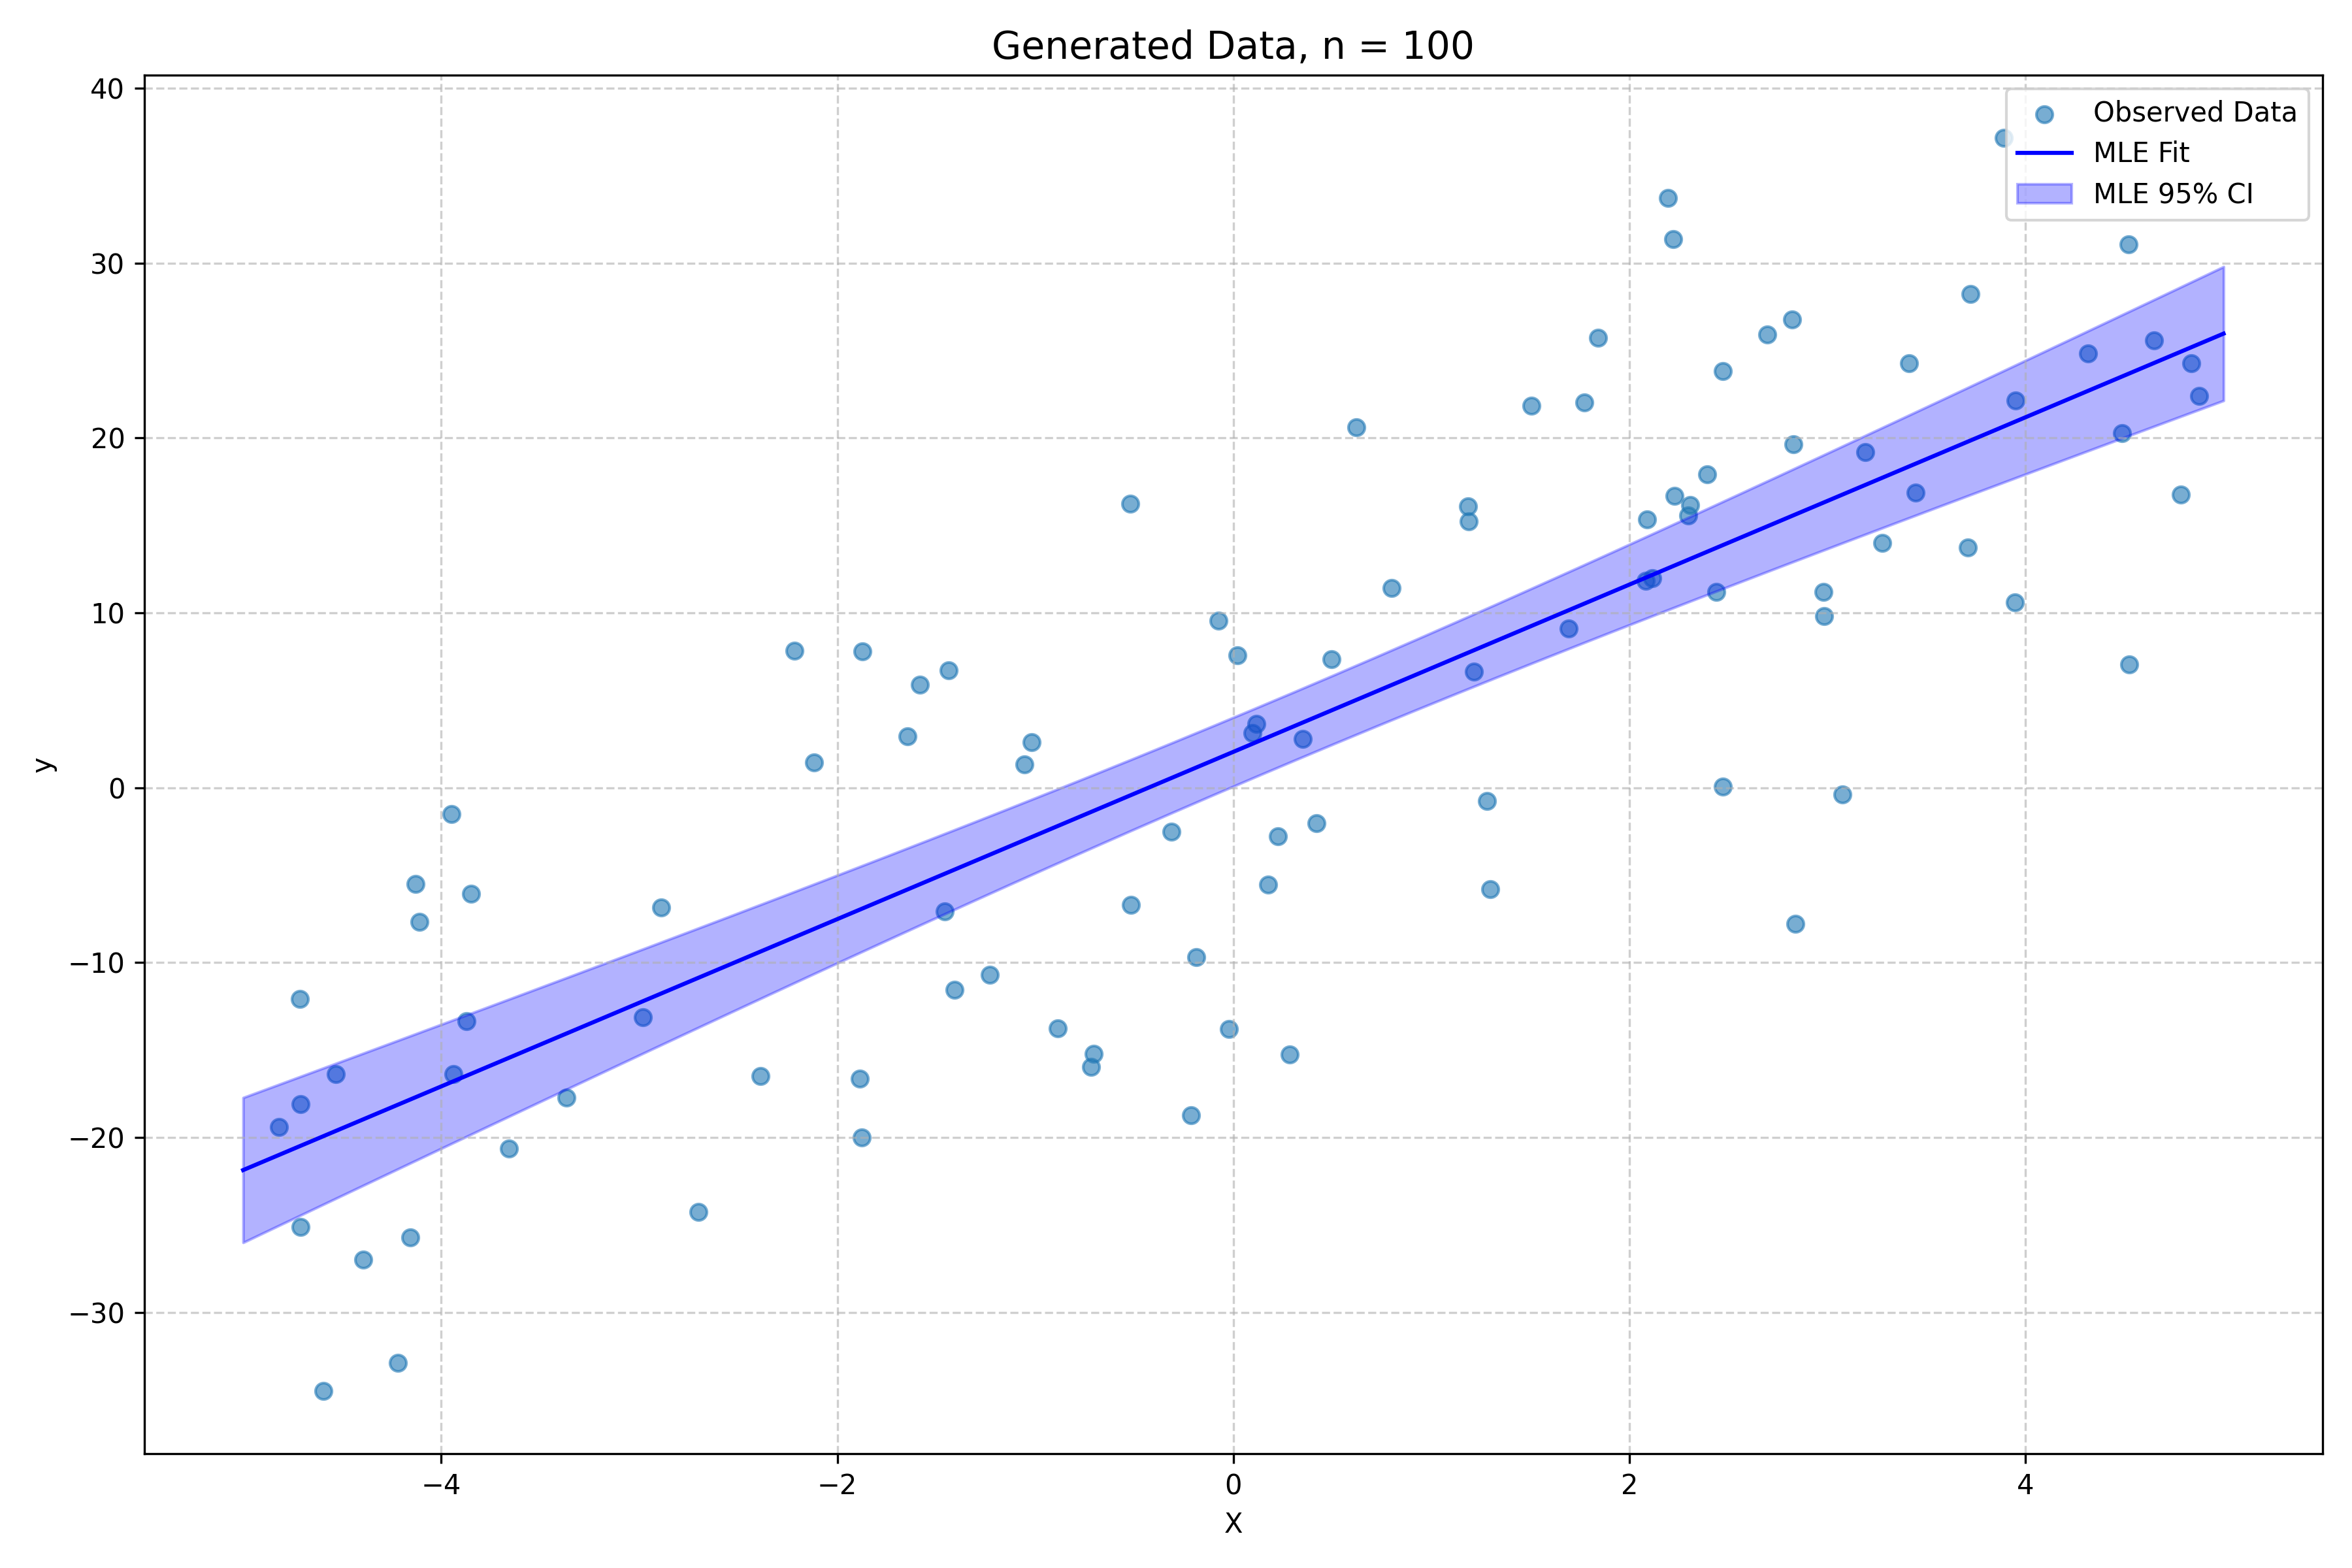 Generated Data, n = 100
40
30
20
10
0
−10
−20
−30
y
Observed Data
MLE Fit
MLE 95% CI
−4
−2
0
2
4
X